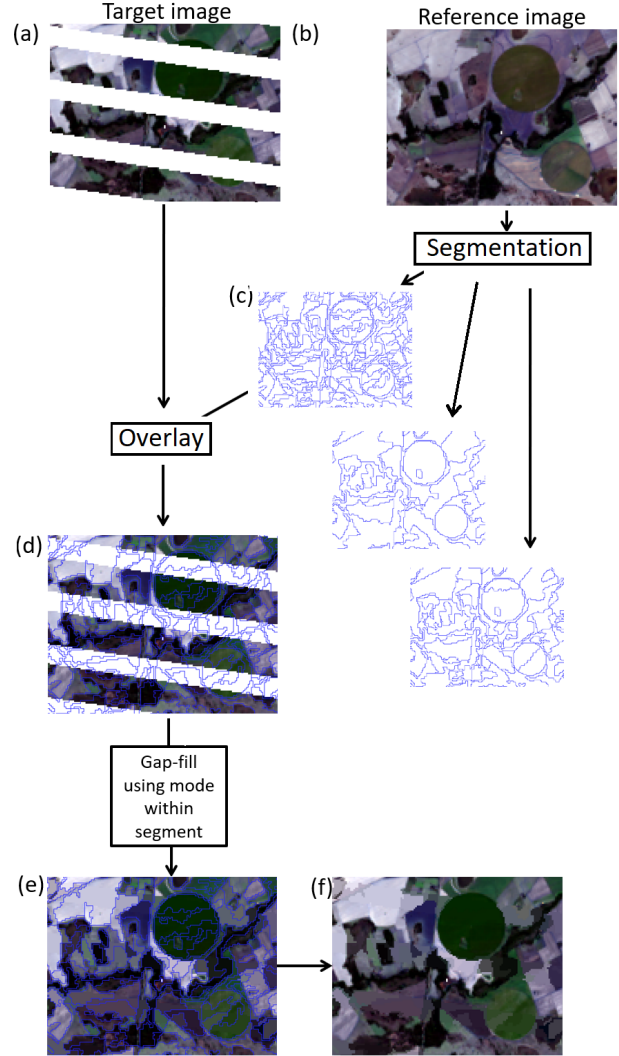 Target image
Reference image
(a)
(b)
Segmentation
(c)
Overlay
(d)
Gap-fill
using mode
within
segment
(e)
(f)